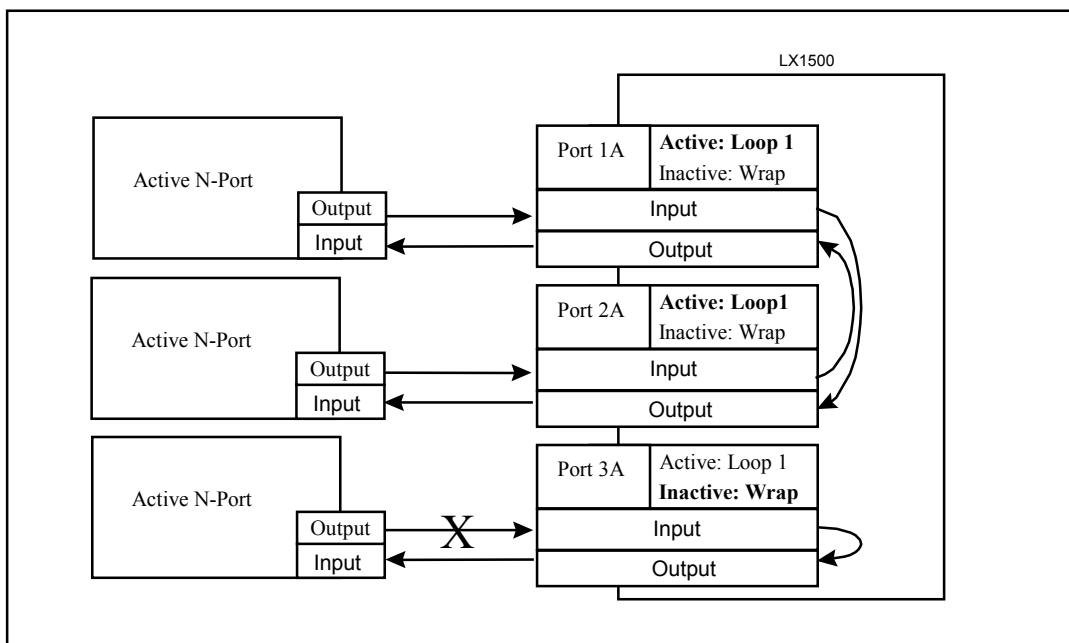 LX1500
Active N-Port
Output
Input
Port 1A
Active: Loop 1
Inactive: Wrap
Input
Output
Active N-Port
Output
Input
Port 2A
Active: Loop1
Inactive: Wrap
Input
Output
Active N-Port
Output
Input
X
Port 3A
Active: Loop 1
Inactive: Wrap
Input
Output